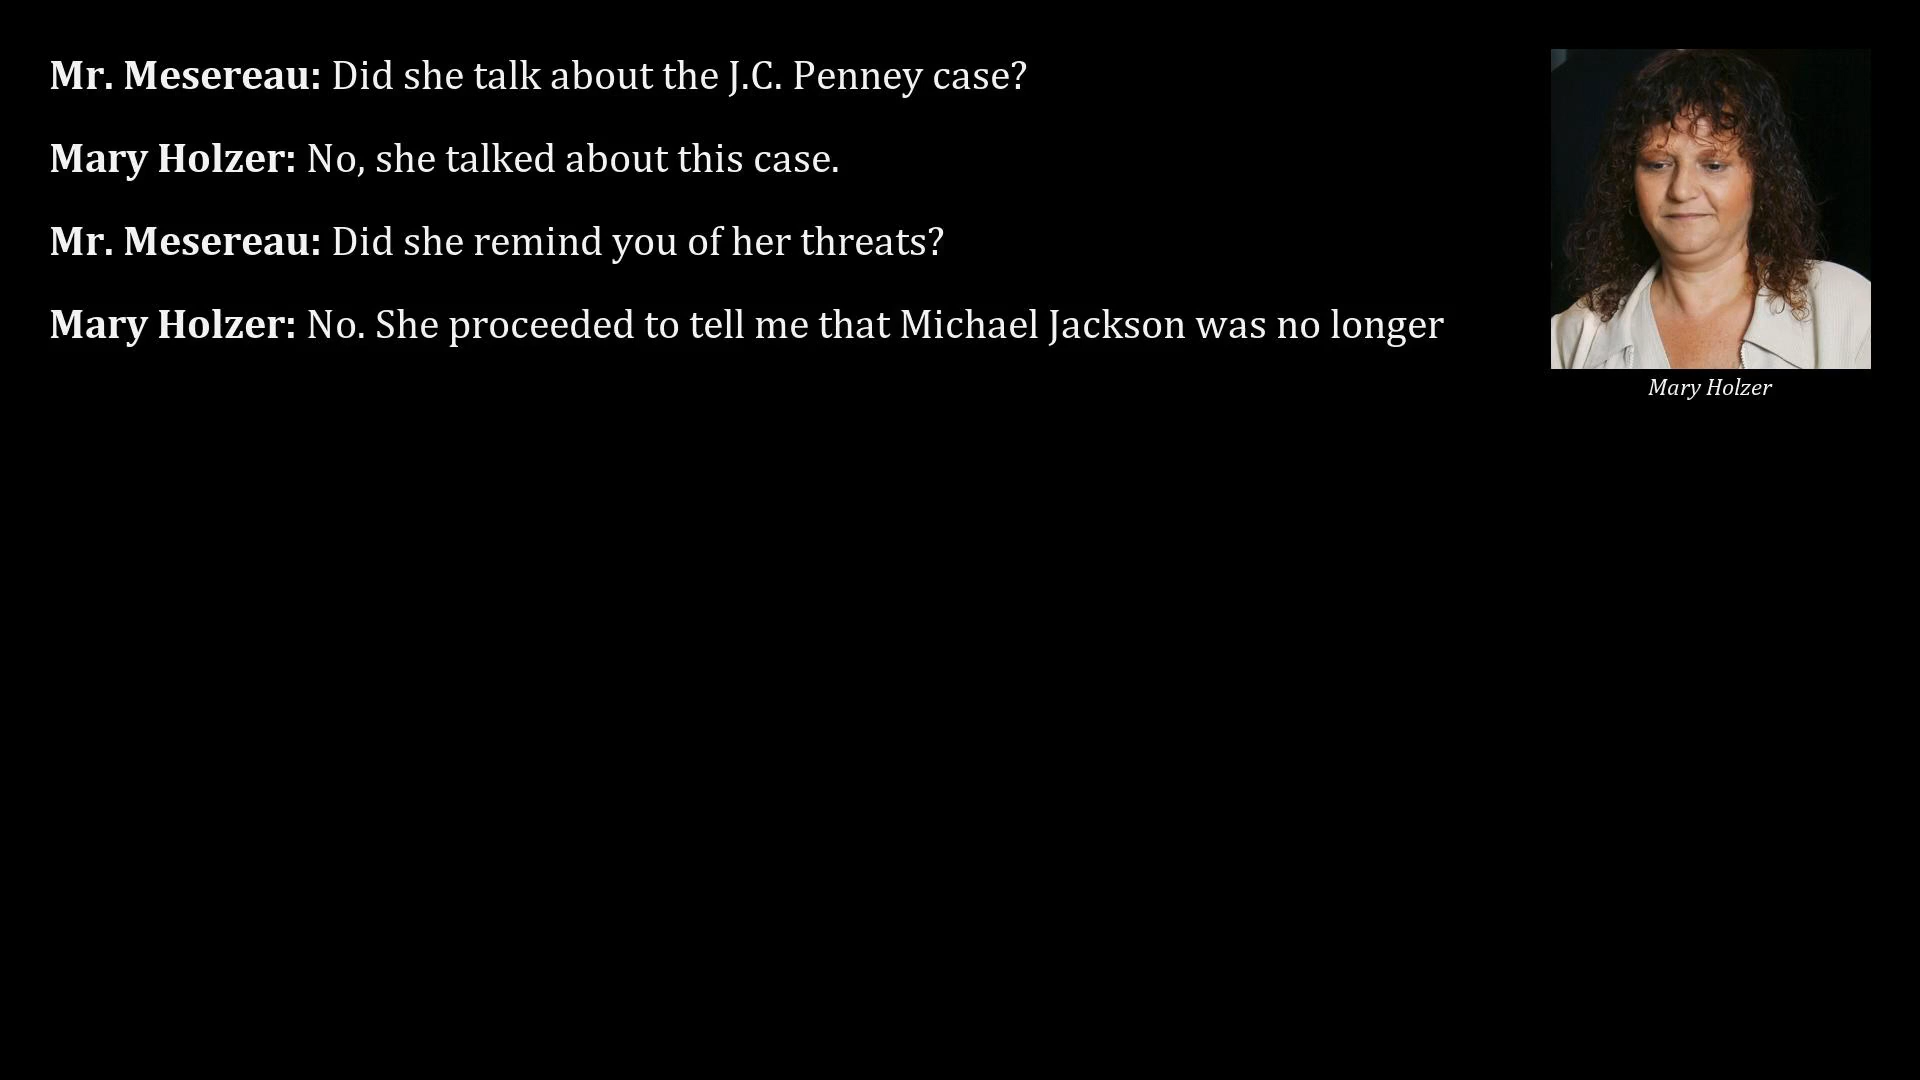 Mr. Mesereau: Did she talk about the J.C. Penney case?
Mary Holzer: No, she talked about this case.
Mr. Mesereau: Did she remind you of her threats?
Mary Holzer: No. She proceeded to tell me that Michael Jackson was no longer
Mary Holzer